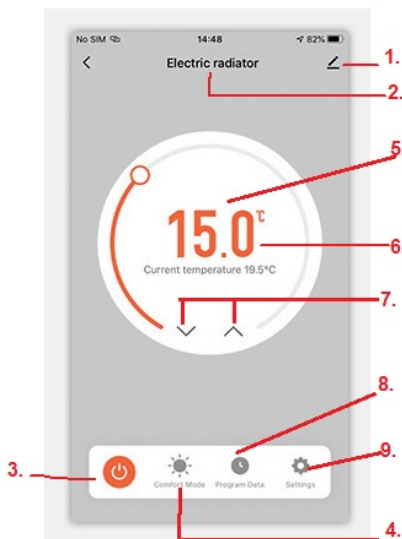 No SIM 14:48 82%
Electric radiator
1.
2.
5.
15.0℃
6.
Current temperature 19.5°C
7.
8.
3.
Comfort Mode Program Data Settings
9.
4.